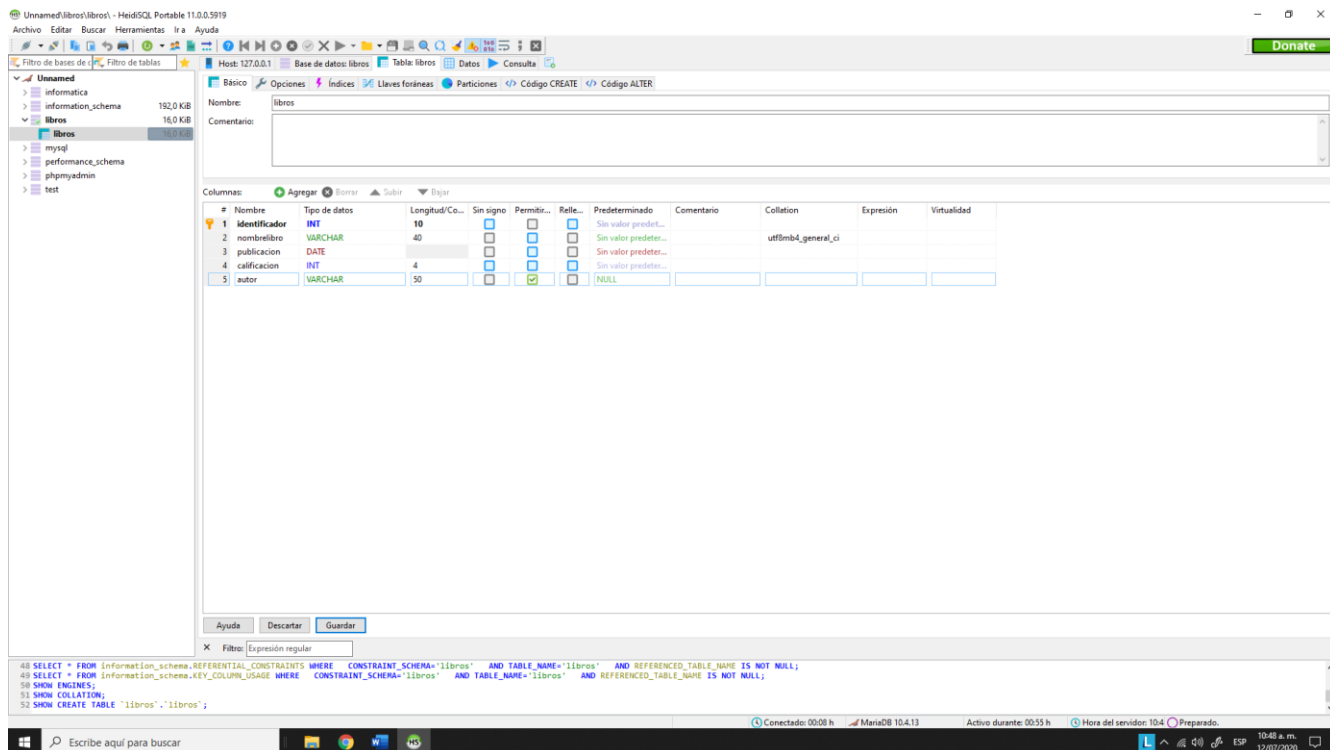 Unnamed\libros\libros\ - HeidiSQL Portable 11.0.0.5919
Archivo Editar Buscar Herramientas Ir a Ayuda
Donate
Filtro de bases de d Filtro de tablas
Host: 127.0.0.1 Base de datos: libros Tabla: libros Datos Consulta
Unnamed
informatica
information_schema 192,0 KiB
libros 16,0 KiB
libros 16,0 KiB
mysql
performance_schema
phpmyadmin
test
Básico Opciones Índices Llaves foráneas Particiones Código CREATE Código ALTER
Nombre: libros
Comentario:
Columnas: Agregar Borrar Subir Bajar
# Nombre Tipo de datos Longitud/Co... Sin signo Permitir... Relle... Predeterminado Comentario Collation Expresión Virtualidad
1 identificador INT 10 Sin valor predet...
2 nombrelibro VARCHAR 40 Sin valor predeter... utf8mb4_general_ci
3 publicacion DATE Sin valor predeter...
4 calificacion INT 4 Sin valor predeter...
5 autor VARCHAR 50 NULL
Ayuda Descartar Guardar
Filtro: Expresión regular
48 SELECT * FROM information_schema.REFERENTIAL_CONSTRAINTS WHERE CONSTRAINT_SCHEMA='libros' AND TABLE_NAME='libros' AND REFERENCED_TABLE_NAME IS NOT NULL;
49 SELECT * FROM information_schema.KEY_COLUMN_USAGE WHERE CONSTRAINT_SCHEMA='libros' AND TABLE_NAME='libros' AND REFERENCED_TABLE_NAME IS NOT NULL;
50 SHOW ENGINES;
51 SHOW COLLATION;
52 SHOW CREATE TABLE `libros`.`libros`;
Conectado: 00:08 h MariaDB 10.4.13 Activo durante: 00:55 h Hora del servidor: 10:4 Preparado.
Escribe aquí para buscar
ESP
10:48 a. m.
12/07/2020